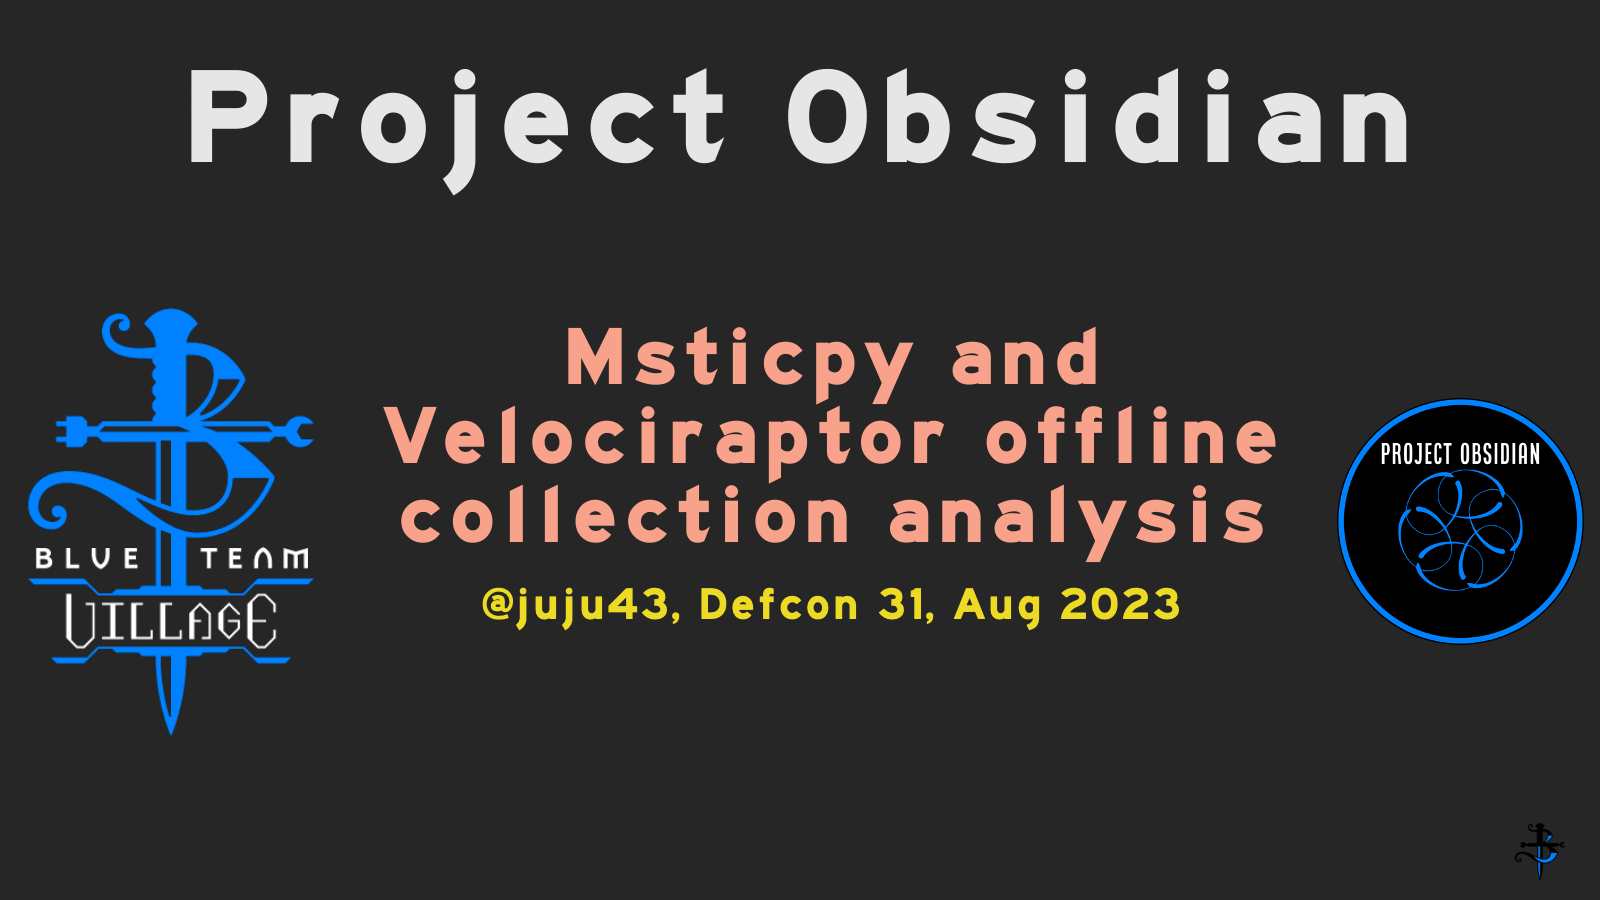 Project Obsidian
Msticpy and
Velociraptor offline
collection analysis
@juju43, Defcon 31, Aug 2023
BLUE TEAM
VILLAGE
PROJECT OBSIDIAN